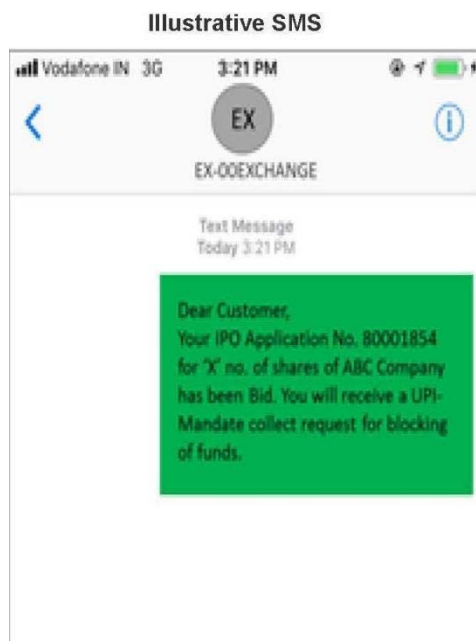 Illustrative SMS
Vodafone IN 3G 3:21 PM
EX
EX-00EXCHANGE
Text Message
Today 3:21 PM
Dear Customer,
Your IPO Application No. 80001854
for 'X' no. of shares of ABC Company
has been Bid. You will receive a UPI-
Mandate collect request for blocking
of funds.